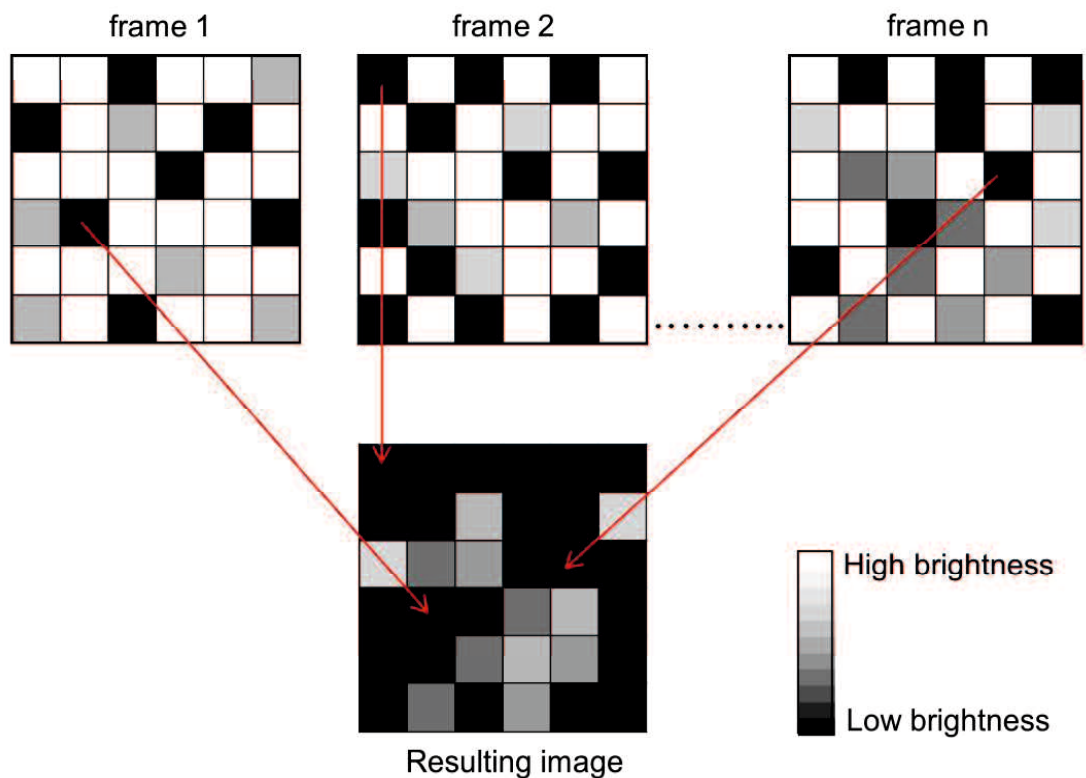 frame 1
frame 2
frame n
High brightness
Low brightness
Resulting image